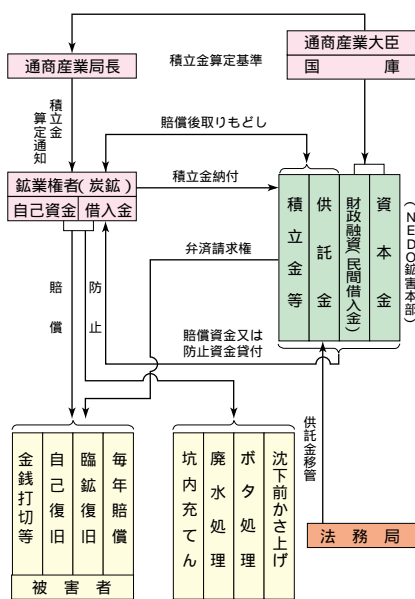 通商産業大臣
国庫
通商産業局長
積立金算定基準
積立金
算定通知
賠償後取りもどし
鉱業権者(炭鉱)
自己資金
借入金
積立金納付
積立金等
供託金
財政融資(民間借入金)
資本金
(NEDO鉱害本部)
弁済請求権
賠償
防止
賠償資金又は
防止資金貸付
供託金移管
金銭打切等
自己復旧
臨鉱復旧
毎年賠償
被害者
坑内充てん
廃水処理
ボタ処理
沈下前かさ上げ
法務局